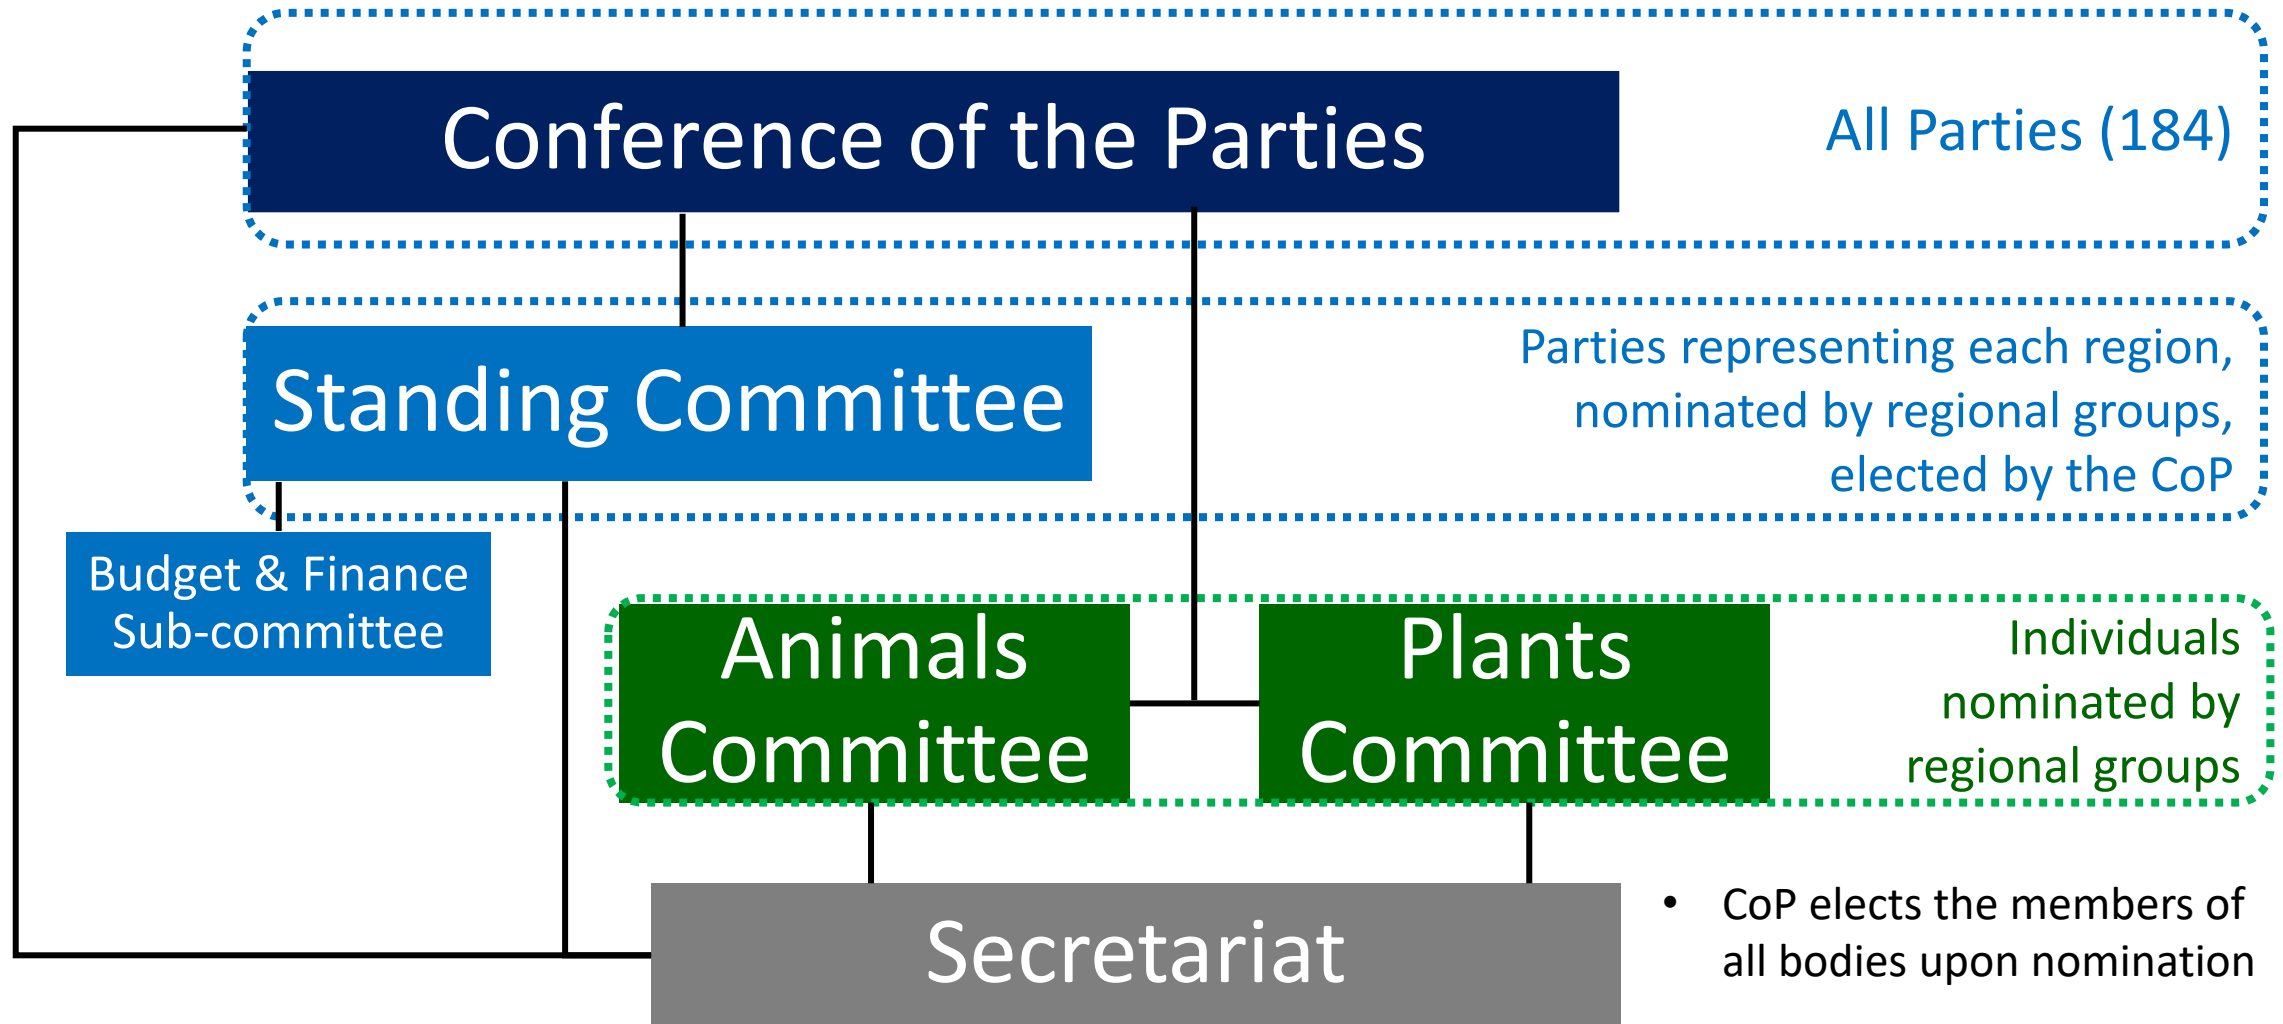 Conference of the Parties
All Parties (184)
Standing Committee
Parties representing each region,
nominated by regional groups,
elected by the CoP
Budget & Finance
Sub-committee
Animals
Committee
Plants
Committee
Individuals
nominated by
regional groups
Secretariat
• CoP elects the members of
all bodies upon nomination